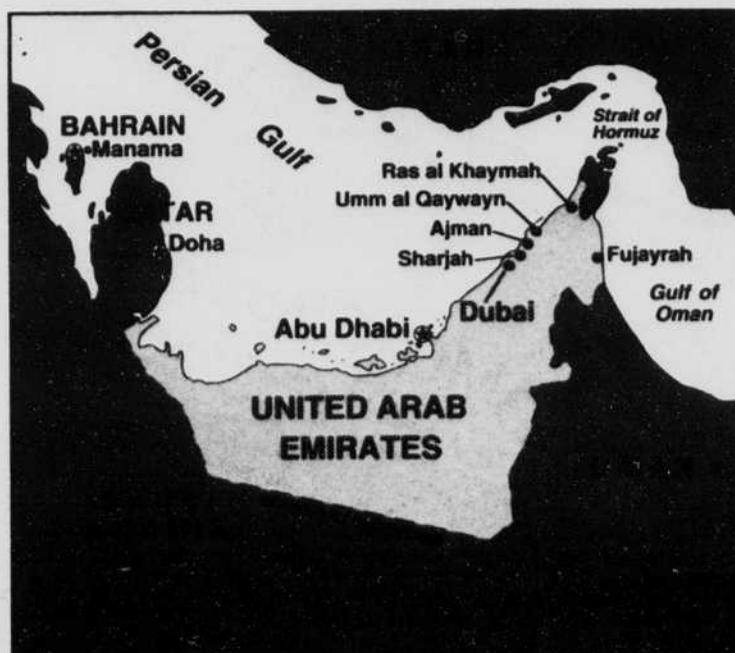 Persian
Gulf
Strait of
Hormuz
BAHRAIN
Manama
Ras al Khaymah
Umm al Qaywayn
TAR
Ajman
Doha
Sharjah
Fujayrah
Dubai
Gulf of
Oman
Abu Dhabi
UNITED ARAB
EMIRATES